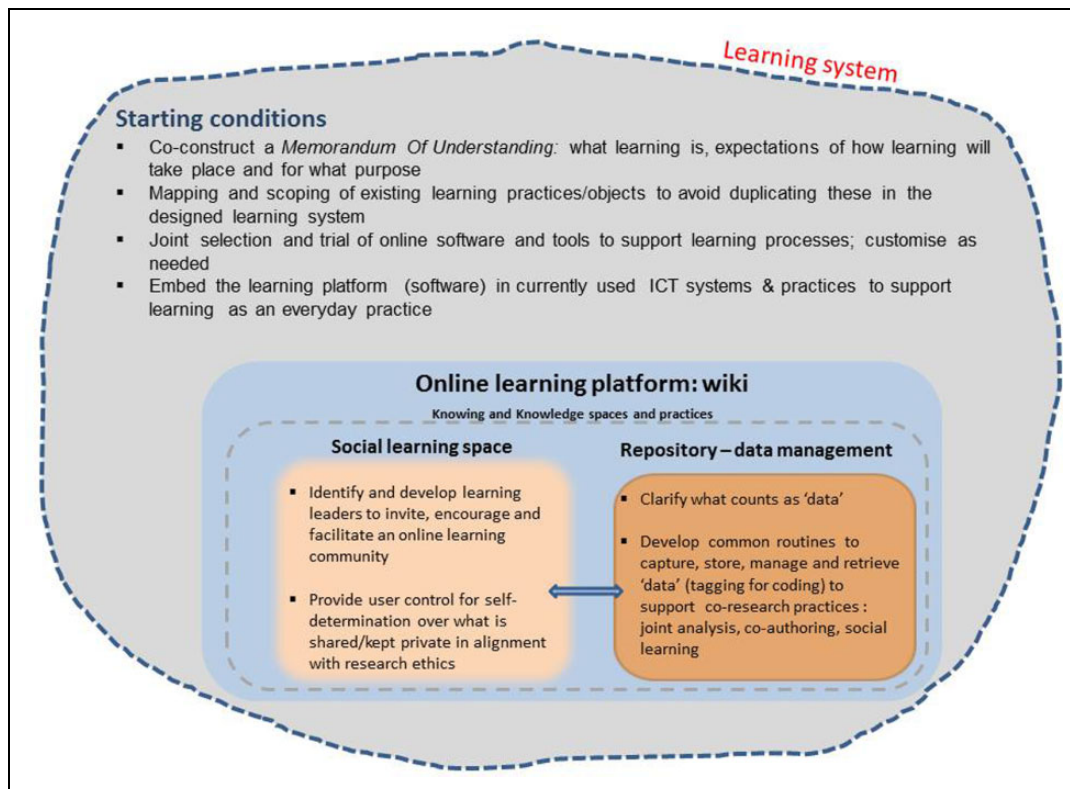 Learning system
Starting conditions
▪ Co-construct a Memorandum Of Understanding: what learning is, expectations of how learning will
take place and for what purpose
▪ Mapping and scoping of existing learning practices/objects to avoid duplicating these in the
designed learning system
▪ Joint selection and trial of online software and tools to support learning processes; customise as
needed
▪ Embed the learning platform (software) in currently used ICT systems & practices to support
learning as an everyday practice
Online learning platform: wiki
Knowing and Knowledge spaces and practices
Social learning space
▪ Identify and develop learning
leaders to invite, encourage and
facilitate an online learning
community
▪ Provide user control for self-
determination over what is
shared/kept private in alignment
with research ethics
Repository – data management
▪ Clarify what counts as ‘data’
▪ Develop common routines to
capture, store, manage and retrieve
‘data’ (tagging for coding) to
support co-research practices :
joint analysis, co-authoring, social
learning